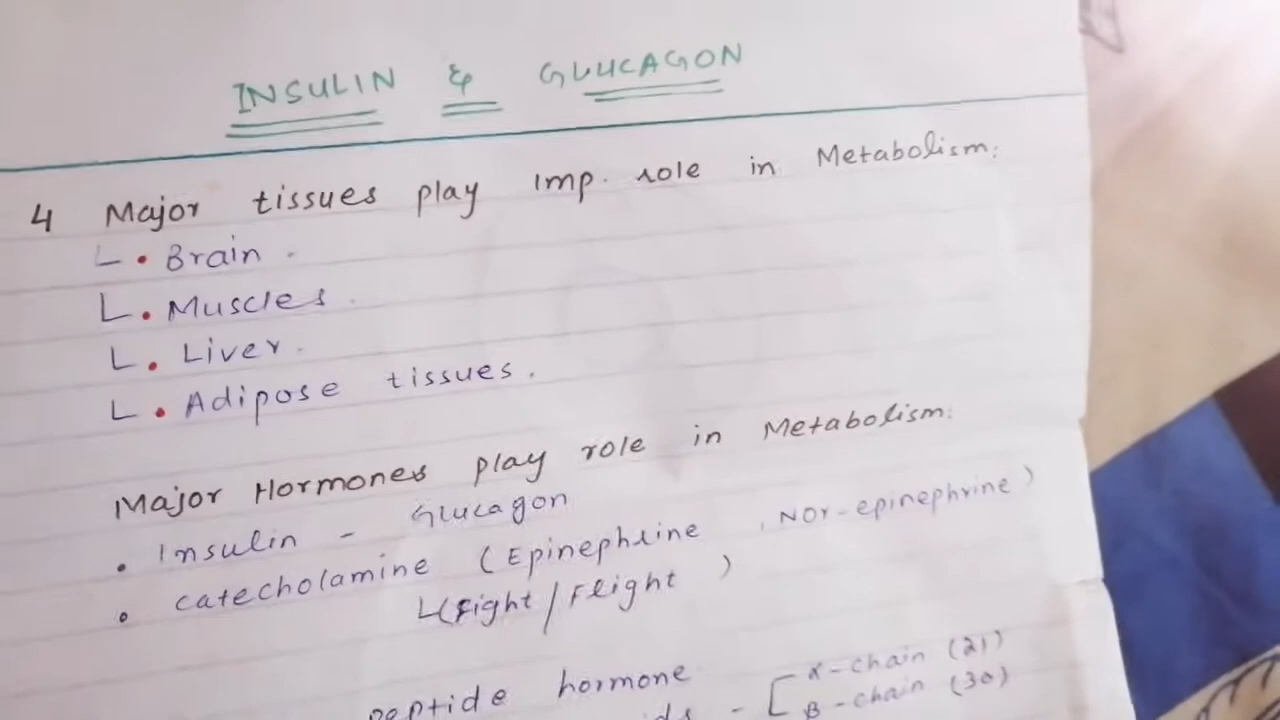 INSULIN & GLUCAGON
4 Major tissues play imp. role in Metabolism:
• Brain.
• Muscles.
• Liver.
• Adipose tissues.
Major Hormones play role in Metabolism:
• Insulin - Glucagon
• catecholamine (Epinephrine, Nor-epinephrine)
(Fight/Flight)
peptide hormone
- [ α-chain (21)
B-chain (30)